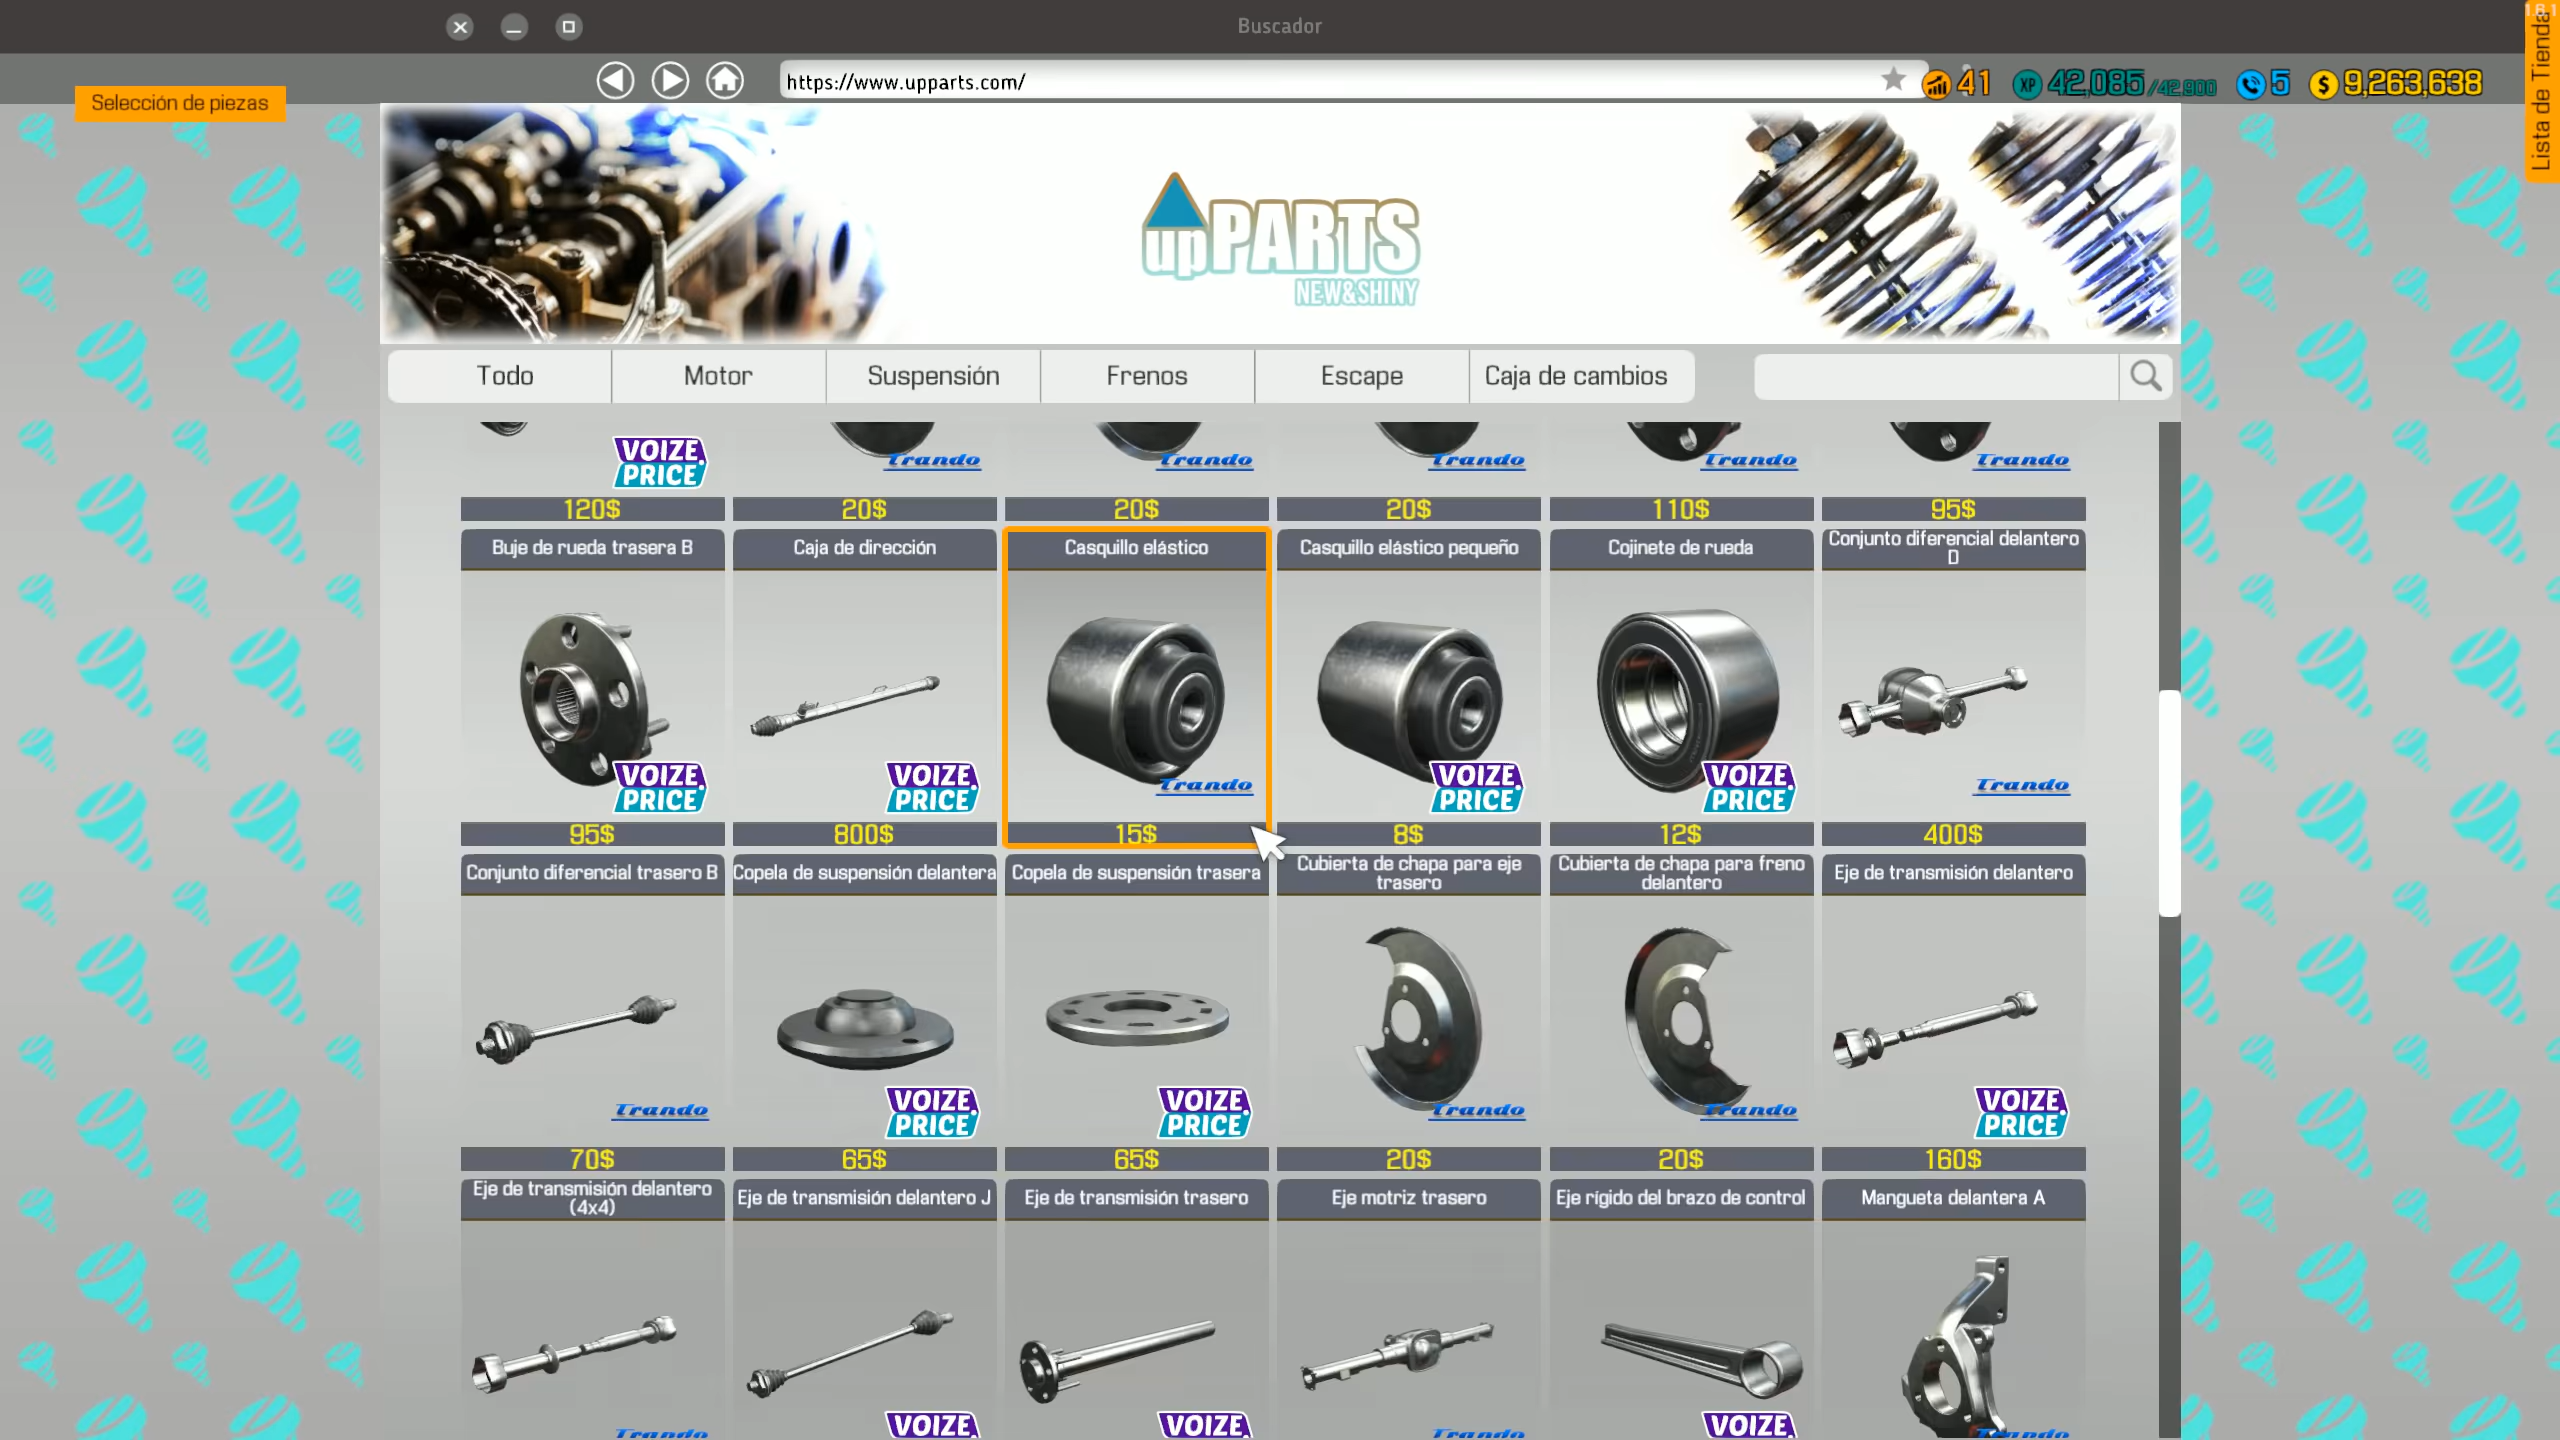 Buscador
1.8.1
https://www.upparts.com/
41
XP 42,085/42,900
5
$ 9,263,638
Selección de piezas
Lista de Tienda
upPARTS
NEW&SHINY
Todo
Motor
Suspensión
Frenos
Escape
Caja de cambios
VOIZE.
PRICE
Trando
Trando
Trando
Trando
Trando
120$
20$
20$
20$
110$
95$
Buje de rueda trasera B
Caja de dirección
Casquillo elástico
Casquillo elástico pequeño
Cojinete de rueda
Conjunto diferencial delantero
D
VOIZE.
PRICE
VOIZE.
PRICE
Trando
VOIZE.
PRICE
VOIZE.
PRICE
Trando
95$
800$
15$
8$
12$
400$
Conjunto diferencial trasero B
Copela de suspensión delantera
Copela de suspensión trasera
Cubierta de chapa para eje
trasero
Cubierta de chapa para freno
delantero
Eje de transmisión delantero
Trando
VOIZE.
PRICE
VOIZE.
PRICE
Trando
Trando
VOIZE.
PRICE
70$
65$
65$
20$
20$
160$
Eje de transmisión delantero
(4x4)
Eje de transmisión delantero J
Eje de transmisión trasero
Eje motriz trasero
Eje rígido del brazo de control
Mangueta delantera A
Trando
VOIZE.
VOIZE.
Trando
VOIZE.
Trando